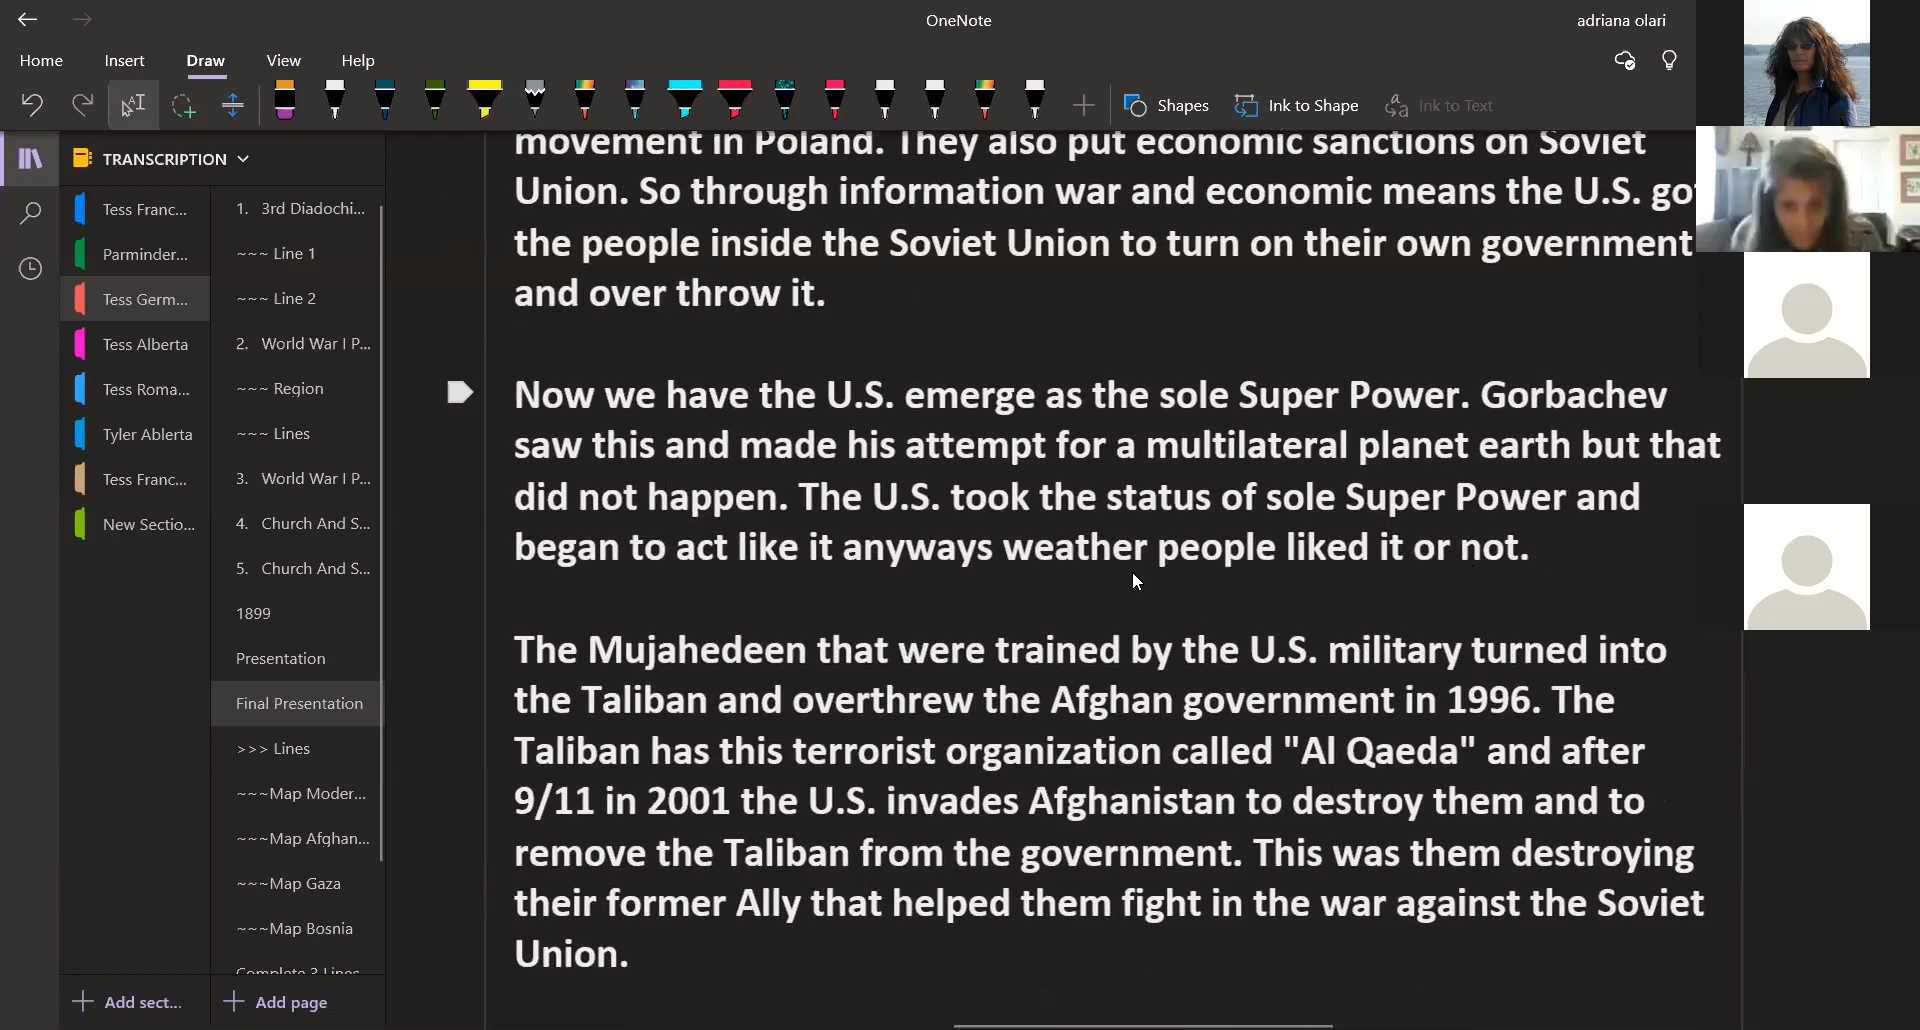 OneNote
adriana olari
Home Insert Draw View Help
Shapes Ink to Shape Ink to Text
TRANSCRIPTION
Tess Franc...
Parminder...
Tess Germ...
Tess Alberta
Tess Roma...
Tyler Ablerta
Tess Franc...
New Sectio...
Add sect...
1. 3rd Diadochi...
~~~ Line 1
~~~ Line 2
2. World War I P...
~~~ Region
~~~ Lines
3. World War I P...
4. Church And S...
5. Church And S...
1899
Presentation
Final Presentation
>>> Lines
~~~Map Moder...
~~~Map Afghan...
~~~Map Gaza
~~~Map Bosnia
Complete 3 Lines
Add page
movement in Poland. They also put economic sanctions on Soviet
Union. So through information war and economic means the U.S. got
the people inside the Soviet Union to turn on their own government
and over throw it.
Now we have the U.S. emerge as the sole Super Power. Gorbachev
saw this and made his attempt for a multilateral planet earth but that
did not happen. The U.S. took the status of sole Super Power and
began to act like it anyways weather people liked it or not.
The Mujahedeen that were trained by the U.S. military turned into
the Taliban and overthrew the Afghan government in 1996. The
Taliban has this terrorist organization called "Al Qaeda" and after
9/11 in 2001 the U.S. invades Afghanistan to destroy them and to
remove the Taliban from the government. This was them destroying
their former Ally that helped them fight in the war against the Soviet
Union.